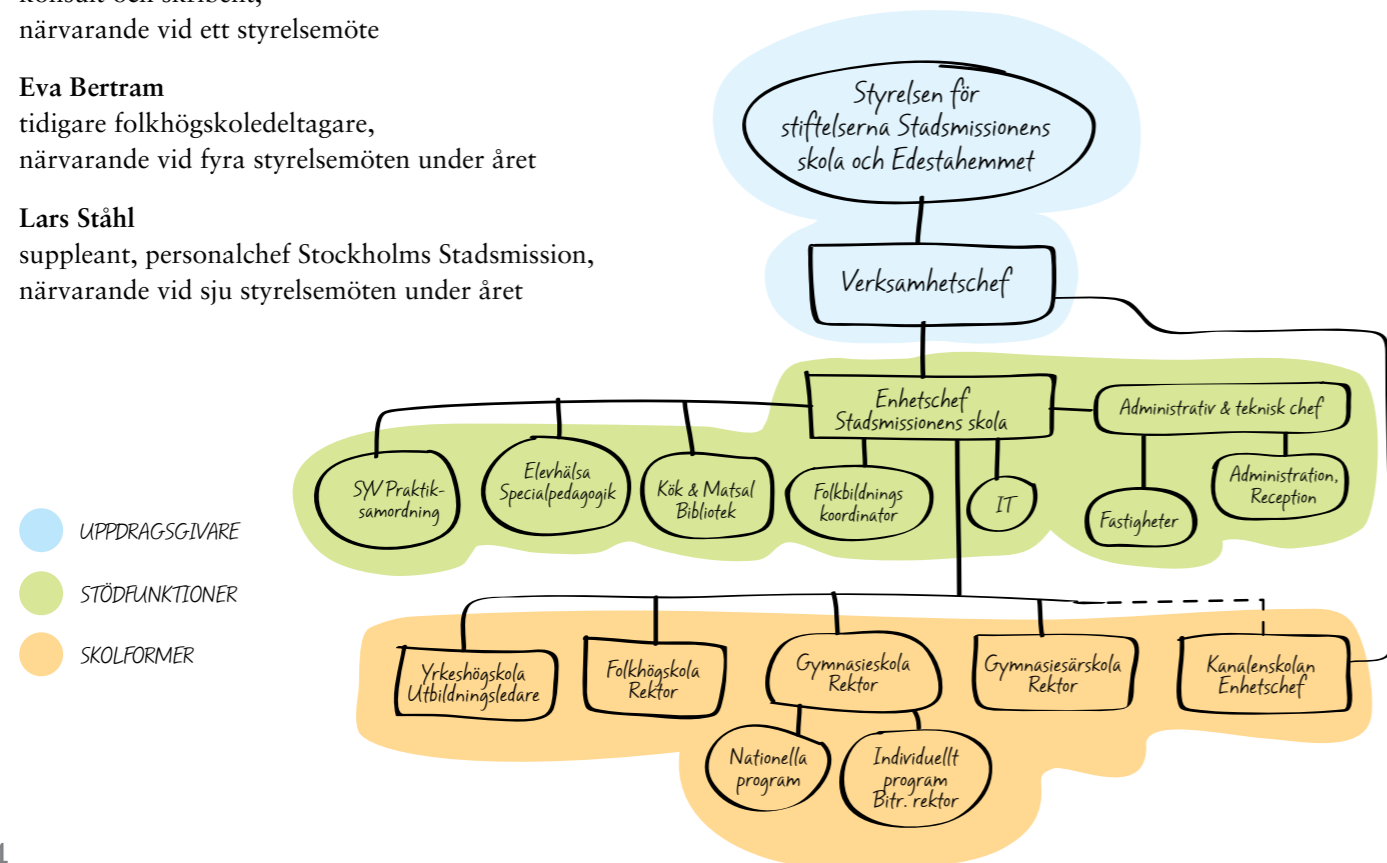 konsult och skribent,
närvarande vid ett styrelsemöte
Eva Bertram
tidigare folkhögskoledeltagare,
närvarande vid fyra styrelsemöten under året
Lars Ståhl
suppleant, personalchef Stockholms Stadsmission,
närvarande vid sju styrelsemöten under året
Styrelsen för
stiftelserna Stadsmissionens
skola och Edestahemmet
Verksamhetschef
Enhetschef
Stadsmissionens skola
Administrativ & teknisk chef
SYV Praktik-
samordning
Elevhälsa
Specialpedagogik
Kök & Matsal
Bibliotek
Folkbildnings
koordinator
IT
Fastigheter
Administration,
Reception
UPPDRAGSGIVARE
STÖDFUNKTIONER
SKOLFORMER
Yrkeshögskola
Utbildningsledare
Folkhögskola
Rektor
Gymnasieskola
Rektor
Gymnasiesärskola
Rektor
Kanalenskolan
Enhetschef
Nationella
program
Individuellt
program
Bitr. rektor